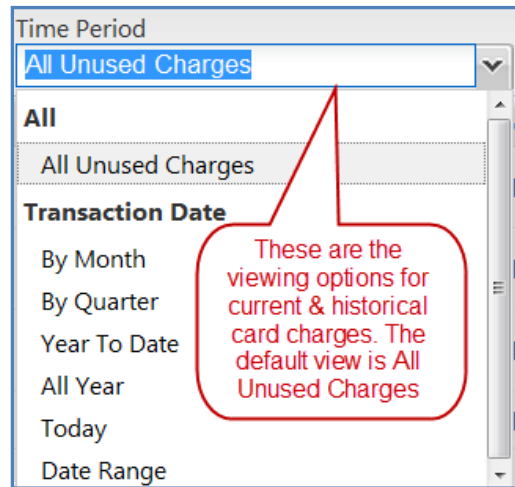 Time Period
All Unused Charges
All
All Unused Charges
Transaction Date
By Month
By Quarter
Year To Date
All Year
Today
Date Range
These are the
viewing options for
current & historical
card charges. The
default view is All
Unused Charges